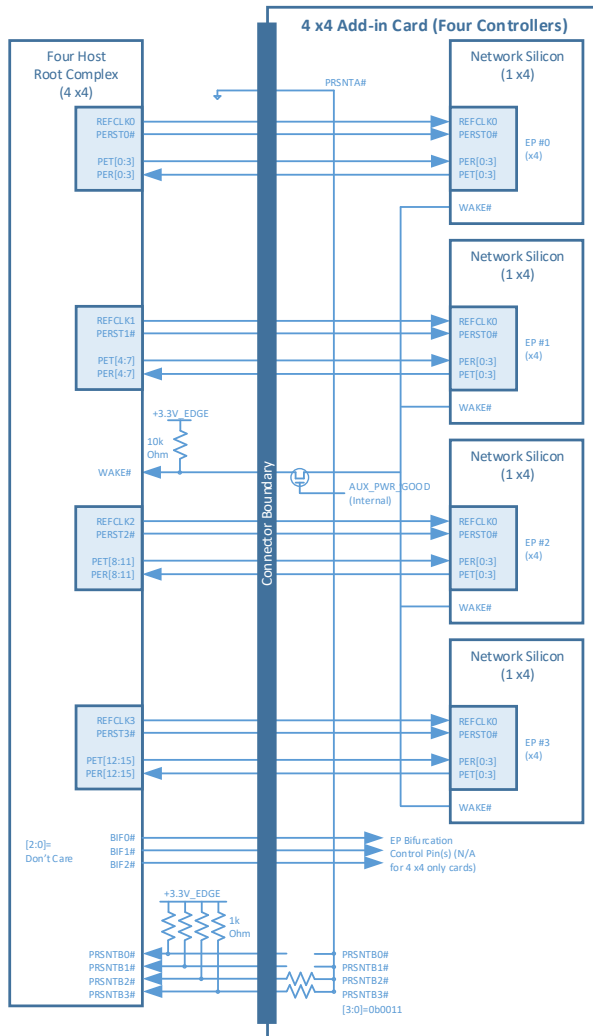 4 x4 Add-in Card (Four Controllers)
Four Host
Root Complex
(4 x4)
REFCLK0
PERST0#
PET[0:3]
PER[0:3]
REFCLK1
PERST1#
PET[4:7]
PER[4:7]
+3.3V_EDGE
10k
Ohm
WAKE#
REFCLK2
PERST2#
PET[8:11]
PER[8:11]
REFCLK3
PERST3#
PET[12:15]
PER[12:15]
[2:0]=
Don't Care
BIF0#
BIF1#
BIF2#
+3.3V_EDGE
1k
Ohm
PRSNTB0#
PRSNTB1#
PRSNTB2#
PRSNTB3#
Connector Boundary
PRSNTA#
AUX_PWR_GOOD
(Internal)
EP Bifurcation
Control Pin(s) (N/A
for 4 x4 only cards)
PRSNTB0#
PRSNTB1#
PRSNTB2#
PRSNTB3#
[3:0]=0b0011
Network Silicon
(1 x4)
REFCLK0
PERST0#
PER[0:3]
PET[0:3]
EP #0
(x4)
WAKE#
Network Silicon
(1 x4)
REFCLK0
PERST0#
PER[0:3]
PET[0:3]
EP #1
(x4)
WAKE#
Network Silicon
(1 x4)
REFCLK0
PERST0#
PER[0:3]
PET[0:3]
EP #2
(x4)
WAKE#
Network Silicon
(1 x4)
REFCLK0
PERST0#
PER[0:3]
PET[0:3]
EP #3
(x4)
WAKE#